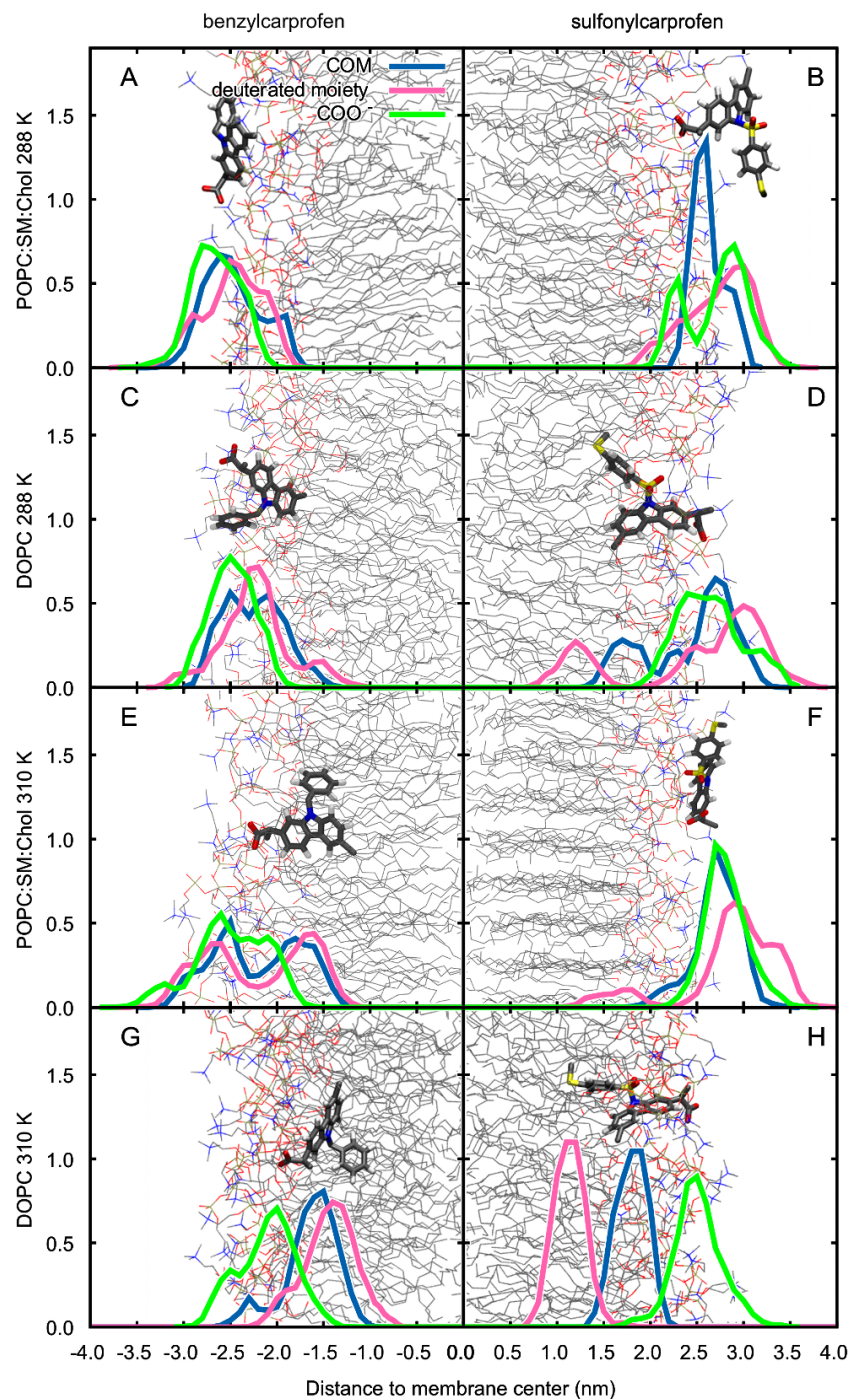 benzylcarprofen
sulfonylcarprofen
POPC:SM:Chol 288 K
DOPC 288 K
POPC:SM:Chol 310 K
DOPC 310 K
A
COM
deuterated moiety
COO-
B
C
D
E
F
G
H
1.5
1.0
0.5
0.0
1.5
1.0
0.5
0.0
1.5
1.0
0.5
0.0
1.5
1.0
0.5
0.0
-4.0 -3.5 -3.0 -2.5 -2.0 -1.5 -1.0 -0.5 0.0 0.5 1.0 1.5 2.0 2.5 3.0 3.5 4.0
Distance to membrane center (nm)